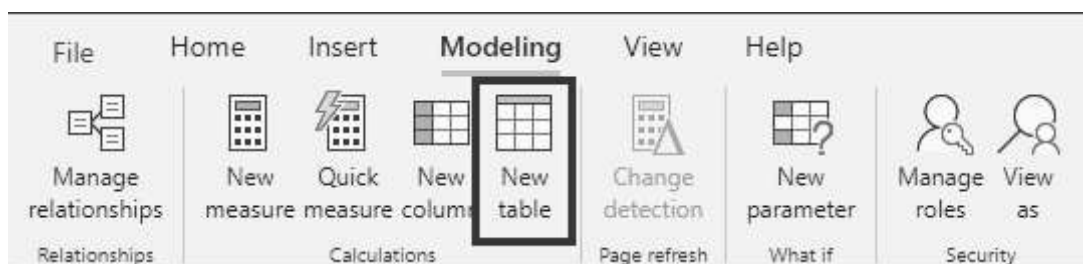 File Home Insert Modeling View Help
Manage New Quick New New Change New Manage View
relationships measure measure column table detection parameter roles as
Relationships Calculations Page refresh What if Security